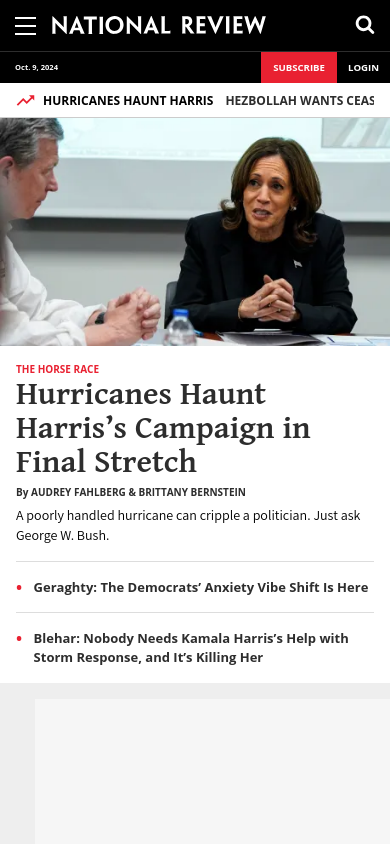 NATIONAL REVIEW
Oct. 9, 2024
SUBSCRIBE
LOGIN
HURRICANES HAUNT HARRIS
HEZBOLLAH WANTS CEAS
THE HORSE RACE
Hurricanes Haunt
Harris’s Campaign in
Final Stretch
By AUDREY FAHLBERG & BRITTANY BERNSTEIN
A poorly handled hurricane can cripple a politician. Just ask
George W. Bush.
Geraghty: The Democrats’ Anxiety Vibe Shift Is Here
Blehar: Nobody Needs Kamala Harris’s Help with
Storm Response, and It’s Killing Her